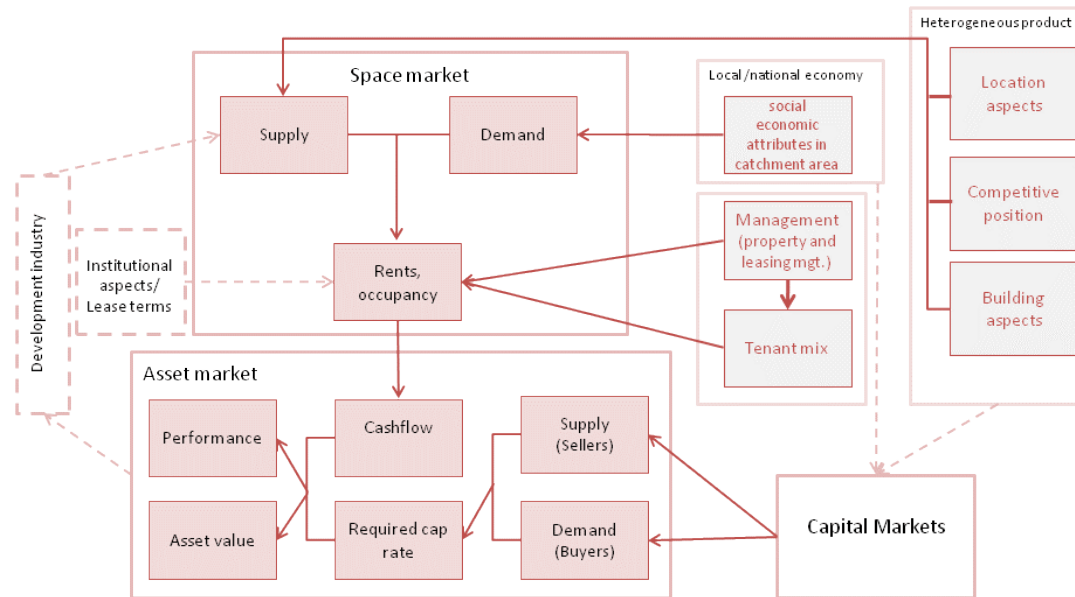 Heterogeneous product
Space market
Local/national economy
Location
aspects
Supply
Demand
social
economic
attributes in
catchment area
Competitive
position
Development industry
Institutional
aspects/
Lease terms
Rents,
occupancy
Management
(property and
leasing mgt.)
Building
aspects
Tenant mix
Asset market
Performance
Cashflow
Supply
(Sellers)
Asset value
Required cap
rate
Demand
(Buyers)
Capital Markets